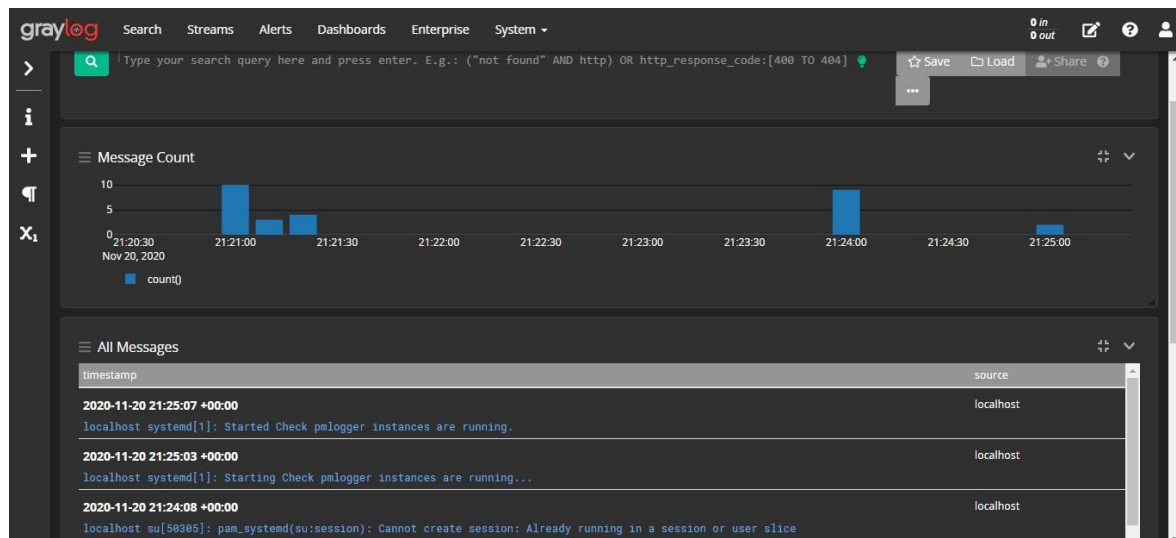 graylog Search Streams Alerts Dashboards Enterprise System 0 in
0 out
Type your search query here and press enter. E.g.: ("not found" AND http) OR http_response_code:[400 TO 404] Save Load Share
Message Count
10
5
0
21:20:30 21:21:00 21:21:30 21:22:00 21:22:30 21:23:00 21:23:30 21:24:00 21:24:30 21:25:00
Nov 20, 2020
count()
All Messages
timestamp source
2020-11-20 21:25:07 +00:00 localhost
localhost systemd[1]: Started Check pmlogger instances are running.
2020-11-20 21:25:03 +00:00 localhost
localhost systemd[1]: Starting Check pmlogger instances are running...
2020-11-20 21:24:08 +00:00 localhost
localhost su[50305]: pam_systemd(su:session): Cannot create session: Already running in a session or user slice